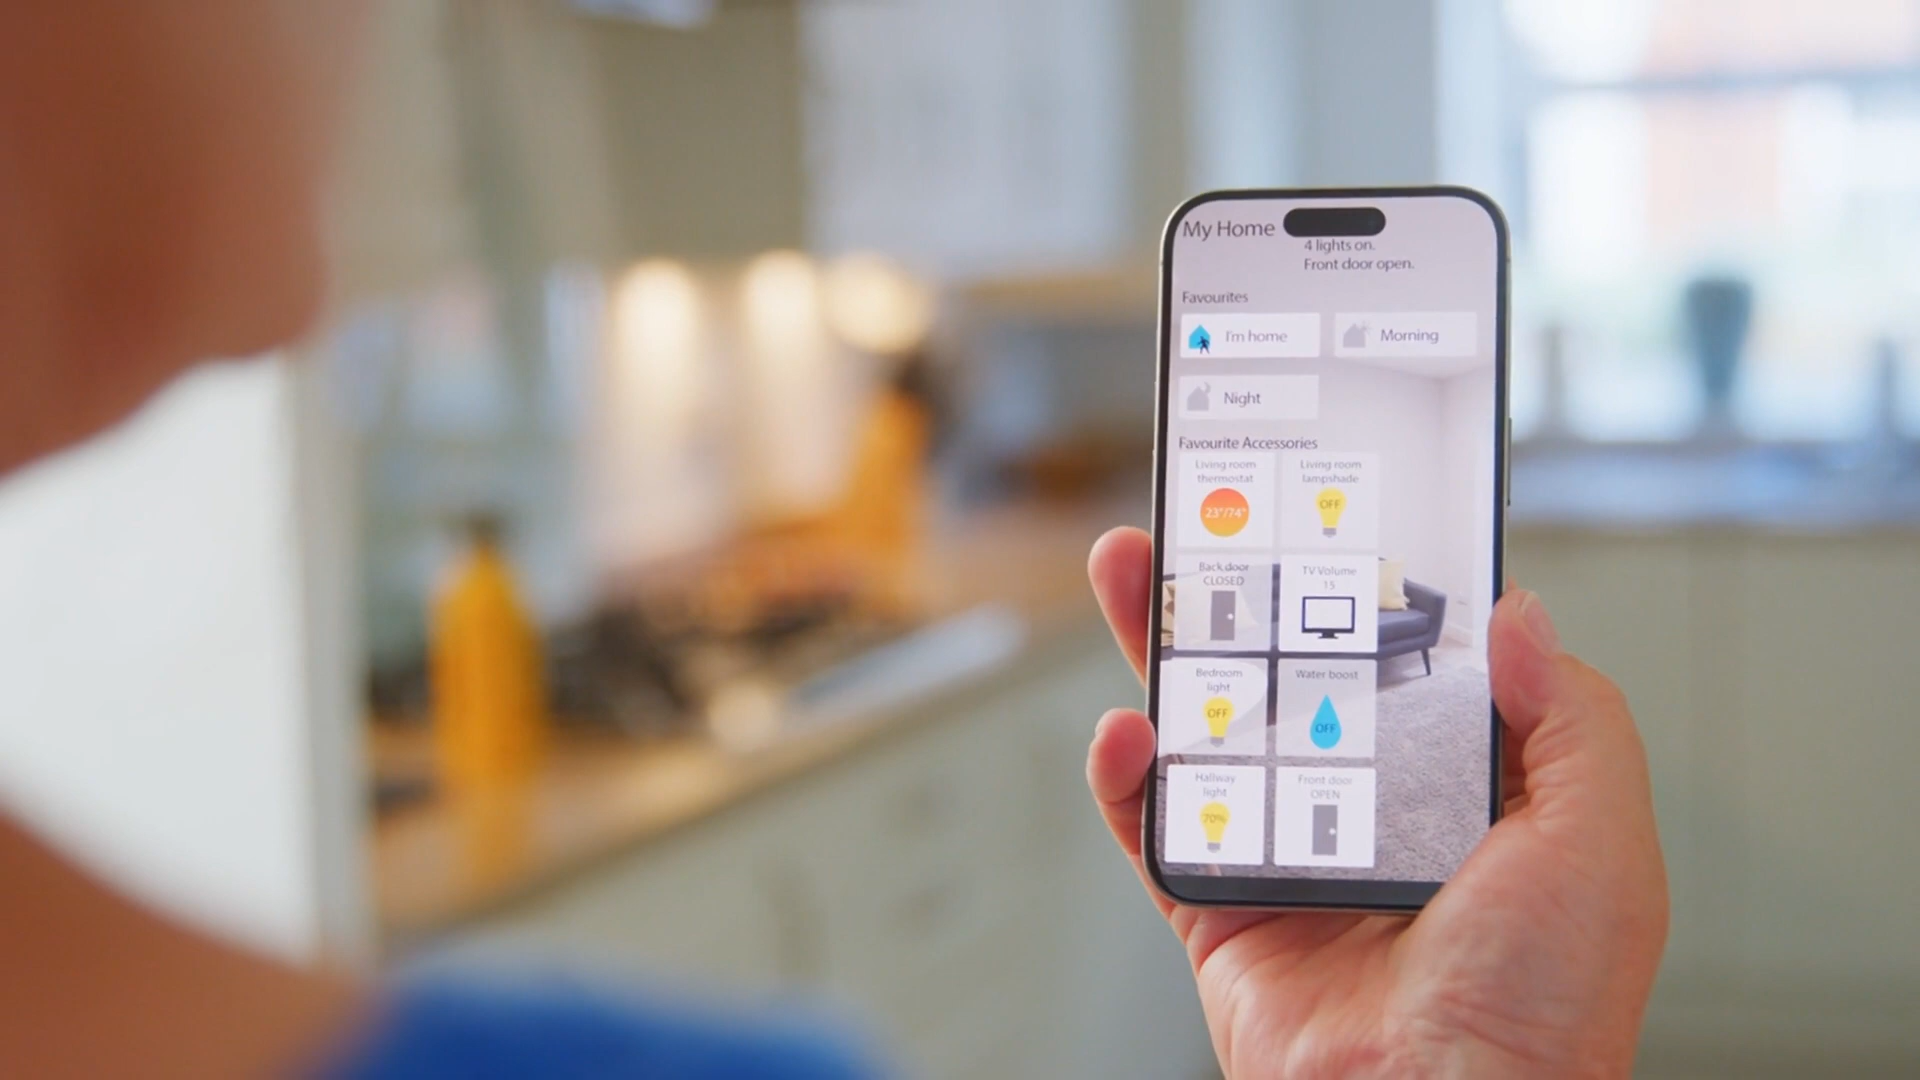 My Home
4 lights on.
Front door open.
Favourites
I'm home
Morning
Night
Favourite Accessories
Living room
thermostat
23°/74°
Living room
lampshade
OFF
Back door
CLOSED
TV Volume
15
Bedroom
light
OFF
Water boost
OFF
Hallway
light
70%
Front door
OPEN